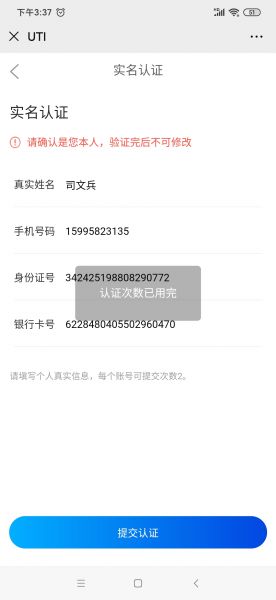 下午3:37
51
UTI
实名认证
实名认证
请确认是您本人，验证完后不可修改
真实姓名 司文兵
手机号码 15995823135
身份证号 342425198808290772
认证次数已用完
银行卡号 6228480405502960470
请填写个人真实信息，每个账号可提交次数2。
提交认证